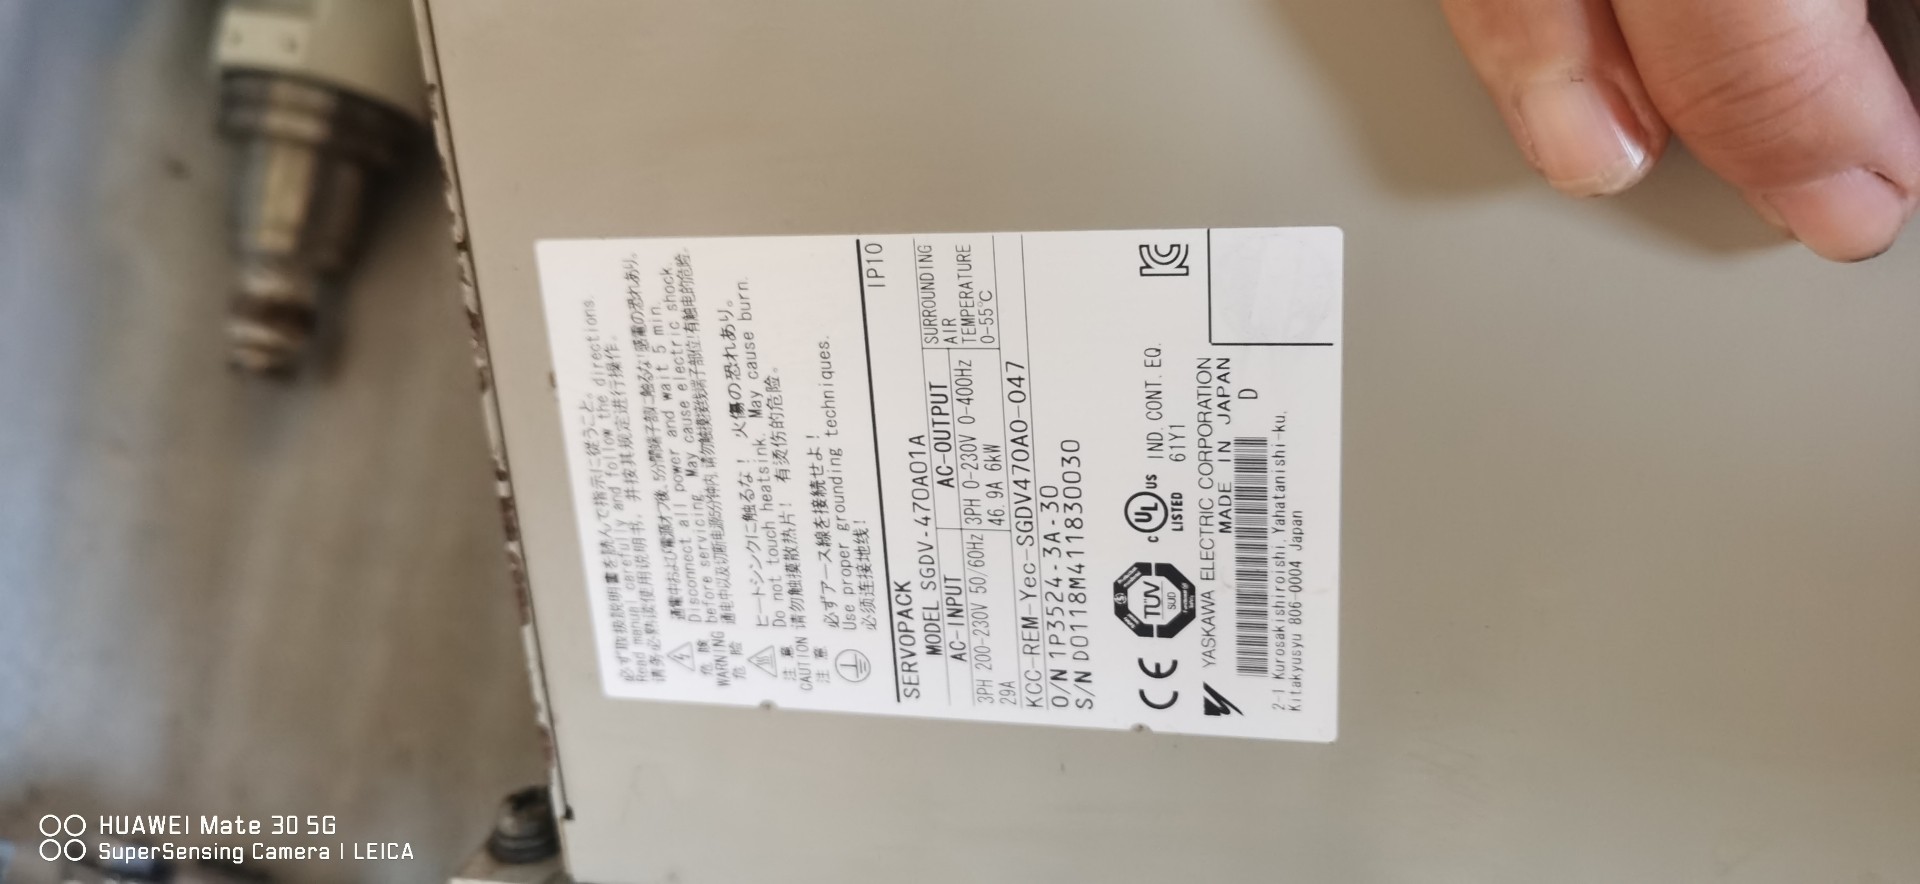 必ず取扱説明書を読んで指示に従うこと。
Read manual carefully and follow the directions.
请务必熟读使用说明书，并按其规定进行操作。
危険
WARNING
危险
通電中および電源オフ後、5分間端子部に触るな！感電の恐れあり。
Disconnect all power and wait 5 min.
before servicing. May cause electric shock.
通电中以及切断电源5分钟内 请勿触摸接线端子部位！有触电的危险。
注意
CAUTION
注意
ヒートシンクに触るな！ 火傷の恐れあり。
Do not touch heatsink. May cause burn.
请勿触摸散热片！ 有烫伤的危险。
必ずアース線を接続せよ！
Use proper grounding techniques.
必须连接地线！
SERVOPACK IP10
MODEL SGDV-470A01A
AC-INPUT AC-OUTPUT SURROUNDING
AIR
TEMPERATURE
0-55℃
3PH 200-230V 50/60Hz 3PH 0-230V 0-400Hz
29A 46.9A 6kW
KCC-REM-Yec-SGDV470A0-047
O/N 1P3524-3A-30
S/N D0118M411830030
CE TÜV SÜD c UL US LISTED IND. CONT. EQ.
61Y1
YASKAWA ELECTRIC CORPORATION
MADE IN JAPAN
D
2-1 Kurosakishiroishi, Yahatanishi-ku,
Kitakyusyu 806-0004 Japan
HUAWEI Mate 30 5G
SuperSensing Camera | LEICA